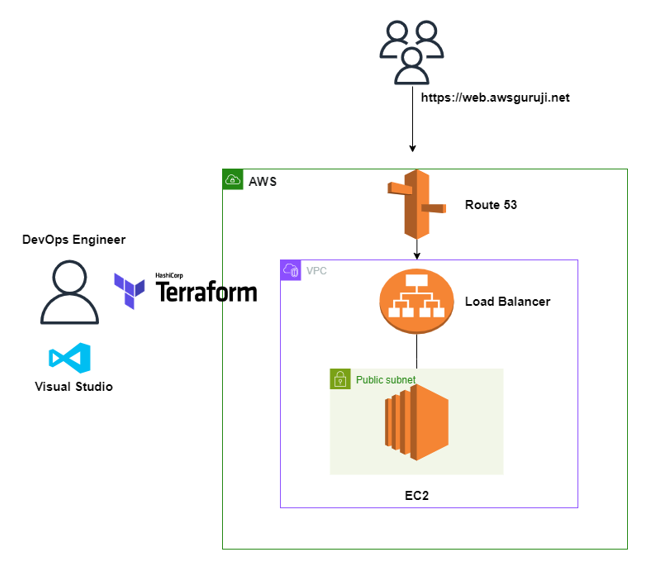 https://web.awsguruji.net
AWS
Route 53
DevOps Engineer
VPC
HashiCorp
Terraform
Load Balancer
Visual Studio
Public subnet
EC2